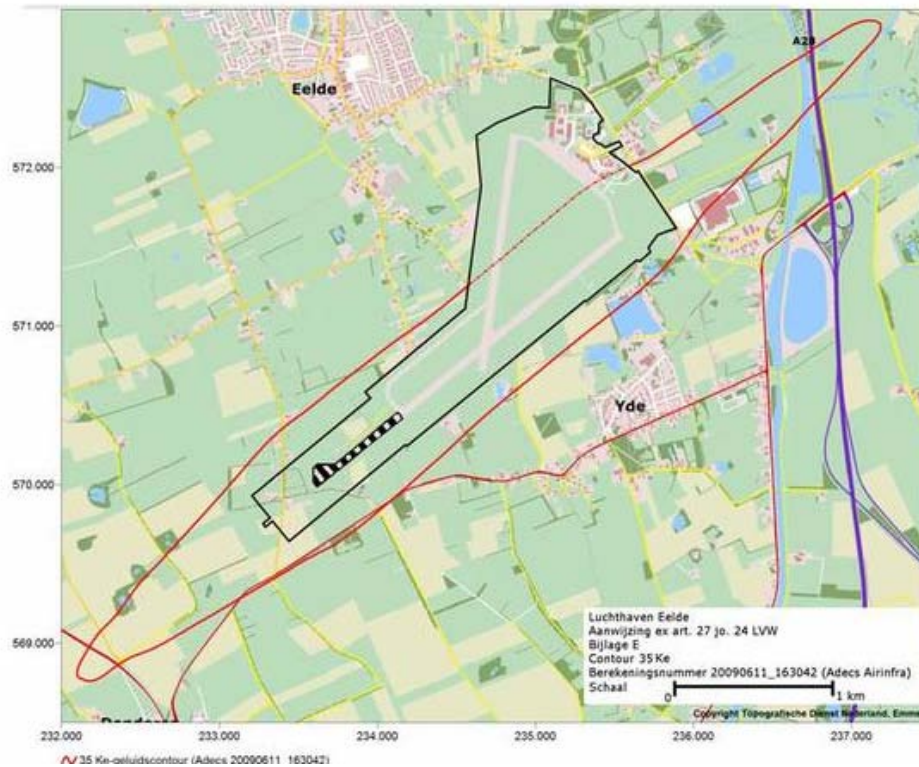 A28
Eelde
572.000
571.000
Yde
570.000
569.000
Luchthaven Eelde
Aanwijzing ex art. 27 jo. 24 LVW
Bijlage E
Contour 35 Ke
Berekeningsnummer 20090611_163042 (Adecs Airinfra)
Schaal 0 1 km
Copyright Topografische Dienst Nederland, Emme
232.000 233.000 234.000 235.000 236.000 237.000
35 Ke-geluidscontour (Adecs 20090611_163042)